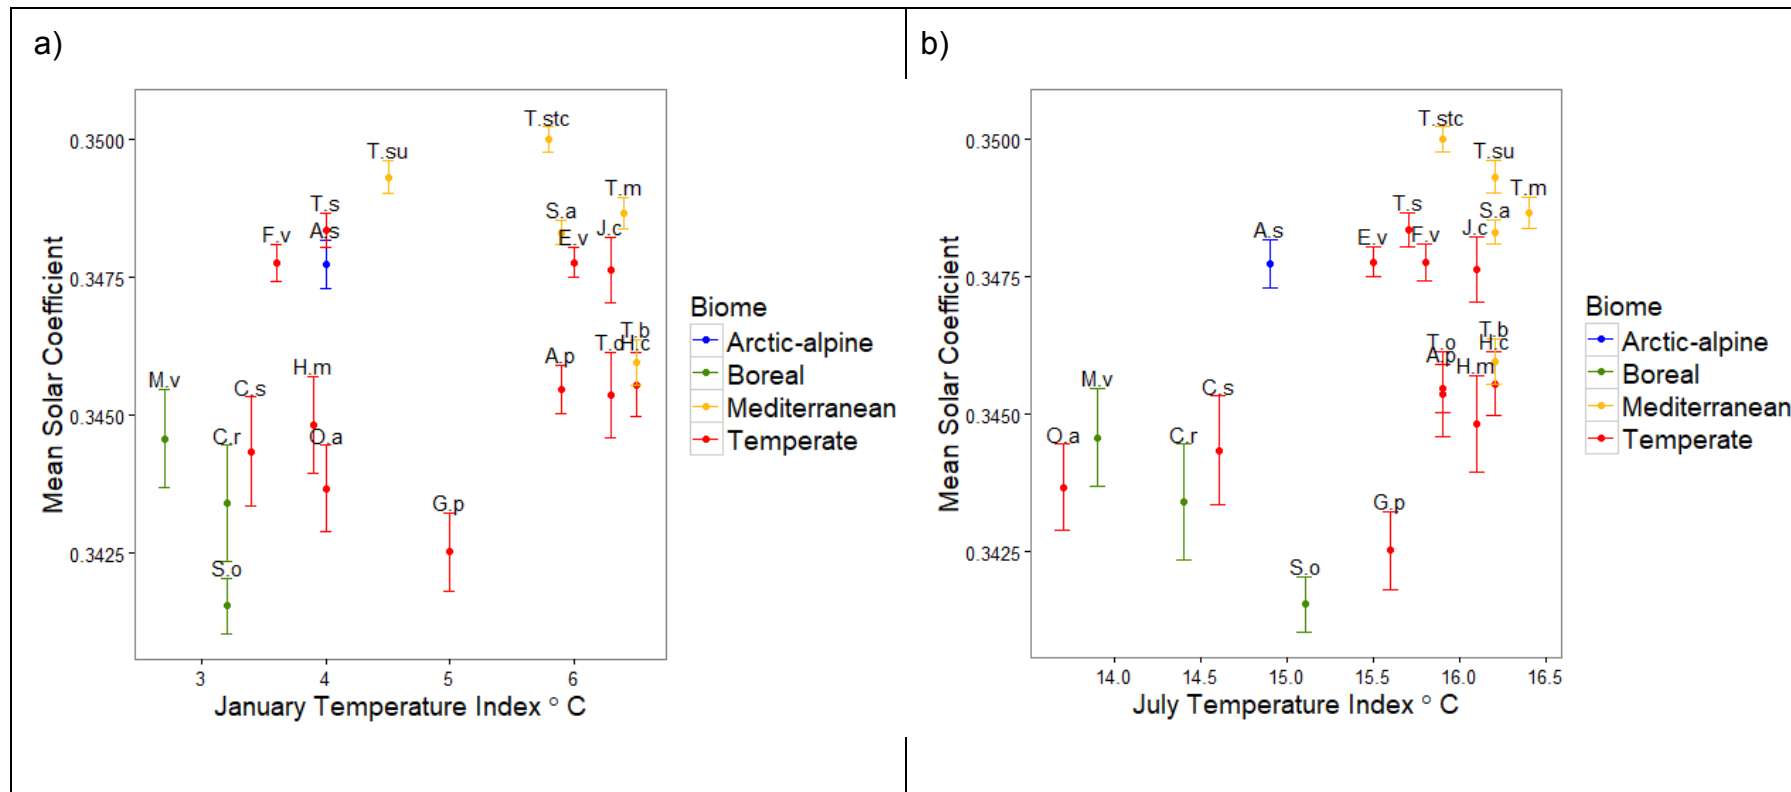 a)
Mean Solar Coefficient
0.3500
0.3475
0.3450
0.3425
T.stc
T.su
T.m
T.s
S.a
A.s
F.v
E.v
J.c
T.b
T.o
H.c
A.p
H.m
M.v
C.s
C.r
O.a
G.p
S.o
3
4
5
6
January Temperature Index ° C
Biome
Arctic-alpine
Boreal
Mediterranean
Temperate
b)
Mean Solar Coefficient
0.3500
0.3475
0.3450
0.3425
T.stc
T.su
T.m
T.s
S.a
A.s
E.v
F.v
J.c
T.b
T.o
H.c
A.p
H.m
M.v
C.s
O.a
C.r
G.p
S.o
14.0
14.5
15.0
15.5
16.0
16.5
July Temperature Index ° C
Biome
Arctic-alpine
Boreal
Mediterranean
Temperate